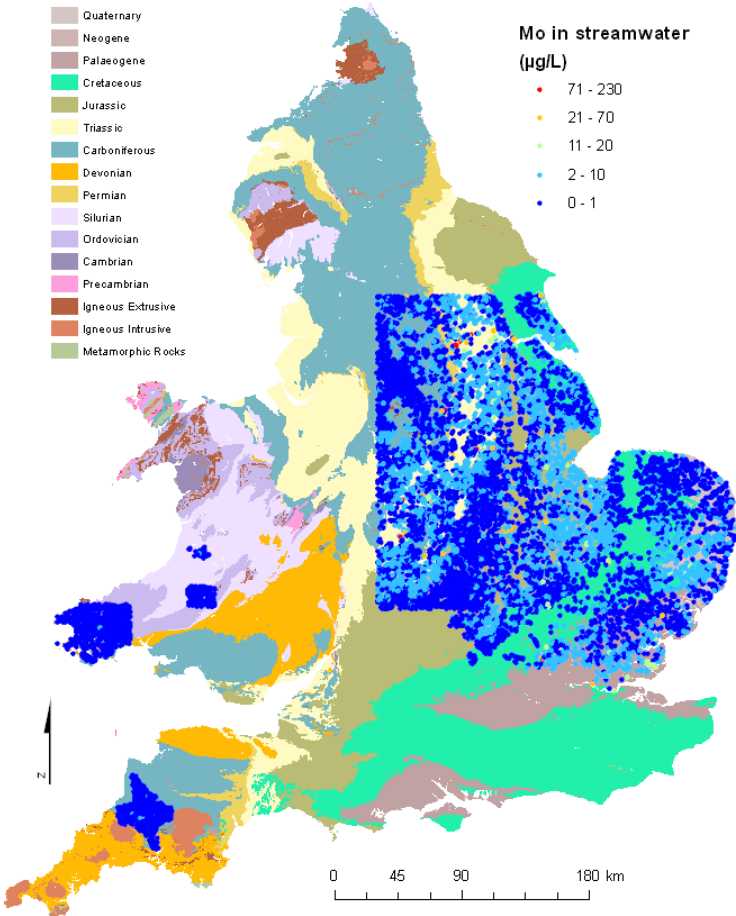 Quaternary
Neogene
Palaeogene
Cretaceous
Jurassic
Triassic
Carboniferous
Devonian
Permian
Silurian
Ordovician
Cambrian
Precambrian
Igneous Extrusive
Igneous Intrusive
Metamorphic Rocks
Mo in streamwater
(µg/L)
71 - 230
21 - 70
11 - 20
2 - 10
0 - 1
N
0 45 90 180 km